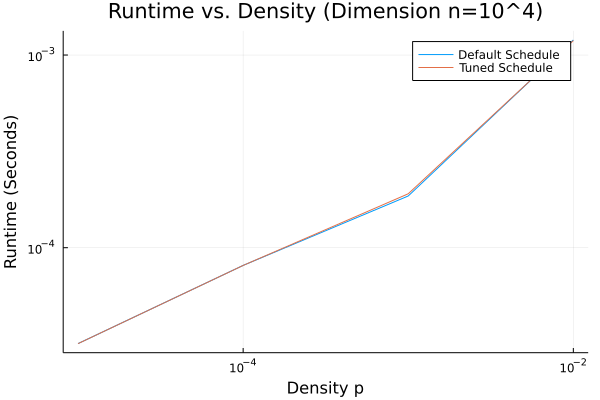 Runtime vs. Density (Dimension n=10^4)
Default Schedule
Tuned Schedule
10⁻³
10⁻⁴
Runtime (Seconds)
10⁻⁴
10⁻²
Density p